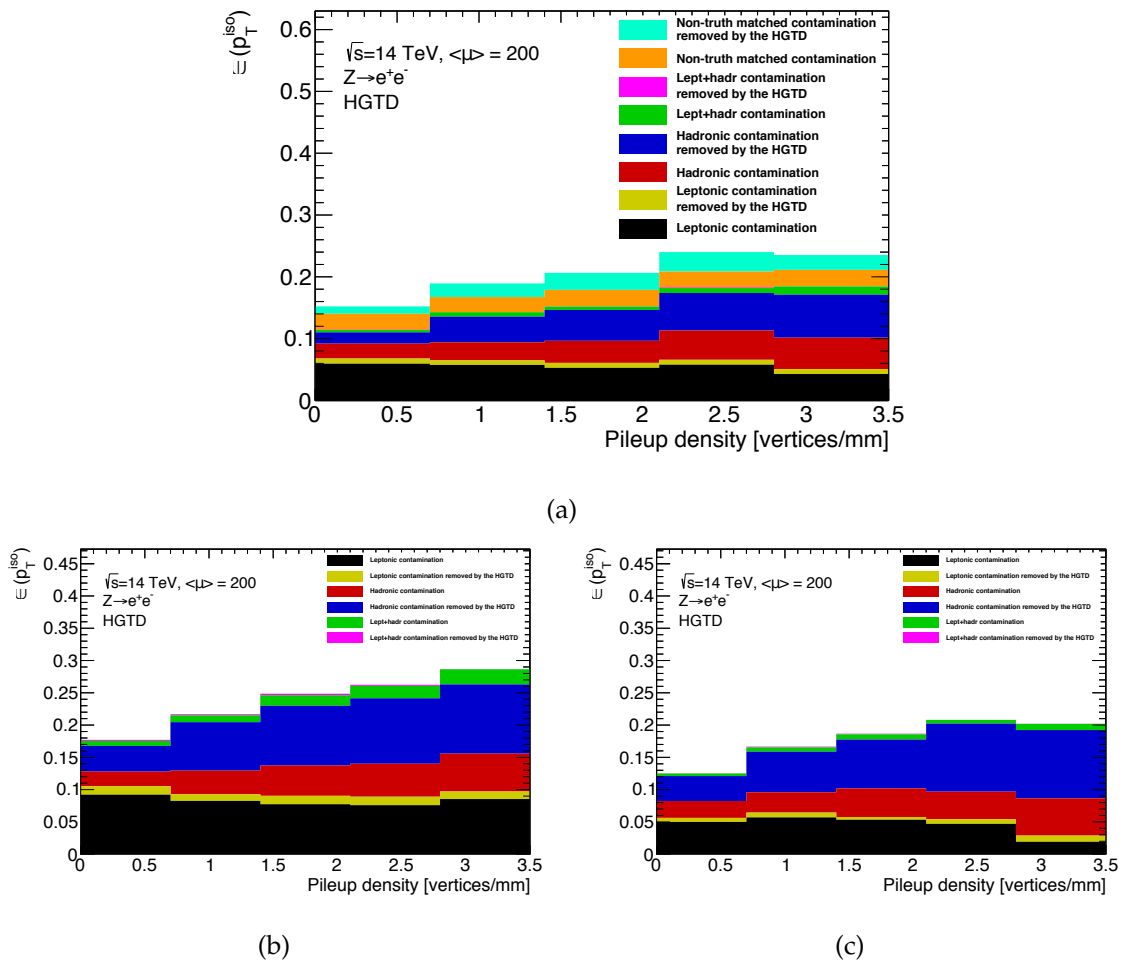 ∈(p_T^iso)
0.6
0.5
0.4
0.3
0.2
0.1
0
√s=14 TeV, <μ> = 200
Z→e⁺e⁻
HGTD
Non-truth matched contamination
removed by the HGTD
Non-truth matched contamination
Lept+hadr contamination
removed by the HGTD
Lept+hadr contamination
Hadronic contamination
removed by the HGTD
Hadronic contamination
Leptonic contamination
removed by the HGTD
Leptonic contamination
0 0.5 1 1.5 2 2.5 3 3.5
Pileup density [vertices/mm]
(a)
∈(p_T^iso)
0.45
0.4
0.35
0.3
0.25
0.2
0.15
0.1
0.05
0
√s=14 TeV, <μ> = 200
Z→e⁺e⁻
HGTD
Leptonic contamination
Leptonic contamination removed by the HGTD
Hadronic contamination
Hadronic contamination removed by the HGTD
Lept+hadr contamination
Lept+hadr contamination removed by the HGTD
0 0.5 1 1.5 2 2.5 3 3.5
Pileup density [vertices/mm]
(b)
∈(p_T^iso)
0.45
0.4
0.35
0.3
0.25
0.2
0.15
0.1
0.05
0
√s=14 TeV, <μ> = 200
Z→e⁺e⁻
HGTD
Leptonic contamination
Leptonic contamination removed by the HGTD
Hadronic contamination
Hadronic contamination removed by the HGTD
Lept+hadr contamination
Lept+hadr contamination removed by the HGTD
0 0.5 1 1.5 2 2.5 3 3.5
Pileup density [vertices/mm]
(c)